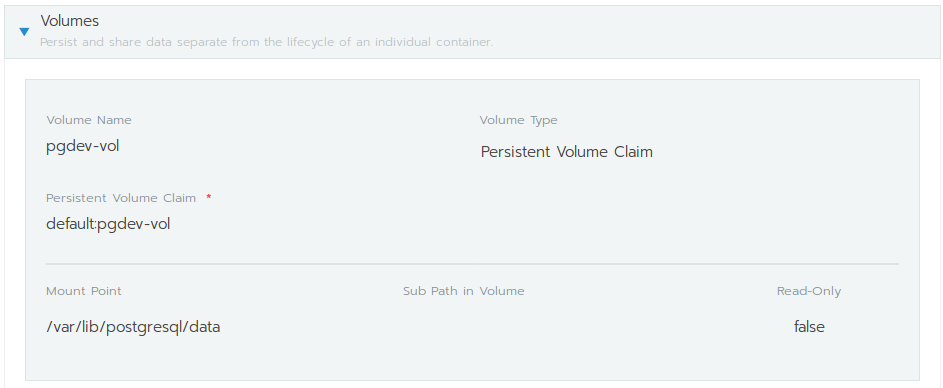 Volumes
Persist and share data separate from the lifecycle of an individual container.
Volume Name
Volume Type
pgdev-vol
Persistent Volume Claim
Persistent Volume Claim *
default:pgdev-vol
Mount Point
Sub Path in Volume
Read-Only
/var/lib/postgresql/data
false